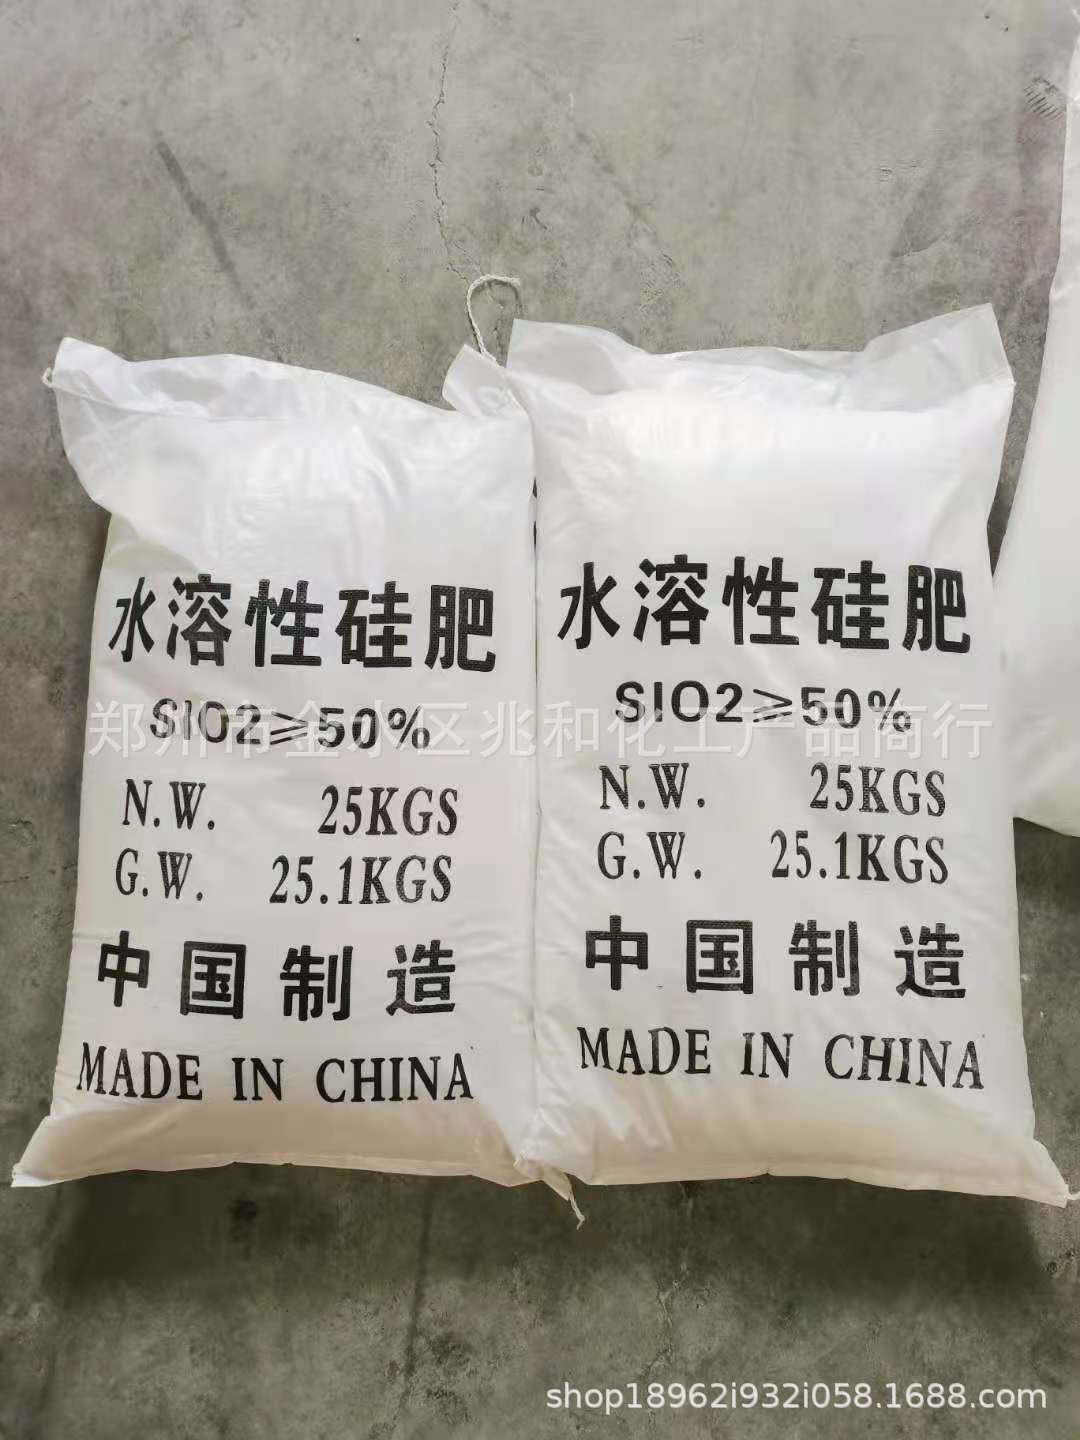 水溶性硅肥
SIO2≥50%
N.W. 25KGS
G.W. 25.1KGS
中国制造
MADE IN CHINA
水溶性硅肥
SIO2≥50%
N.W. 25KGS
G.W. 25.1KGS
中国制造
MADE IN CHINA
郑州市金水区兆和化工产品商行
shop18962i932i058.1688.com